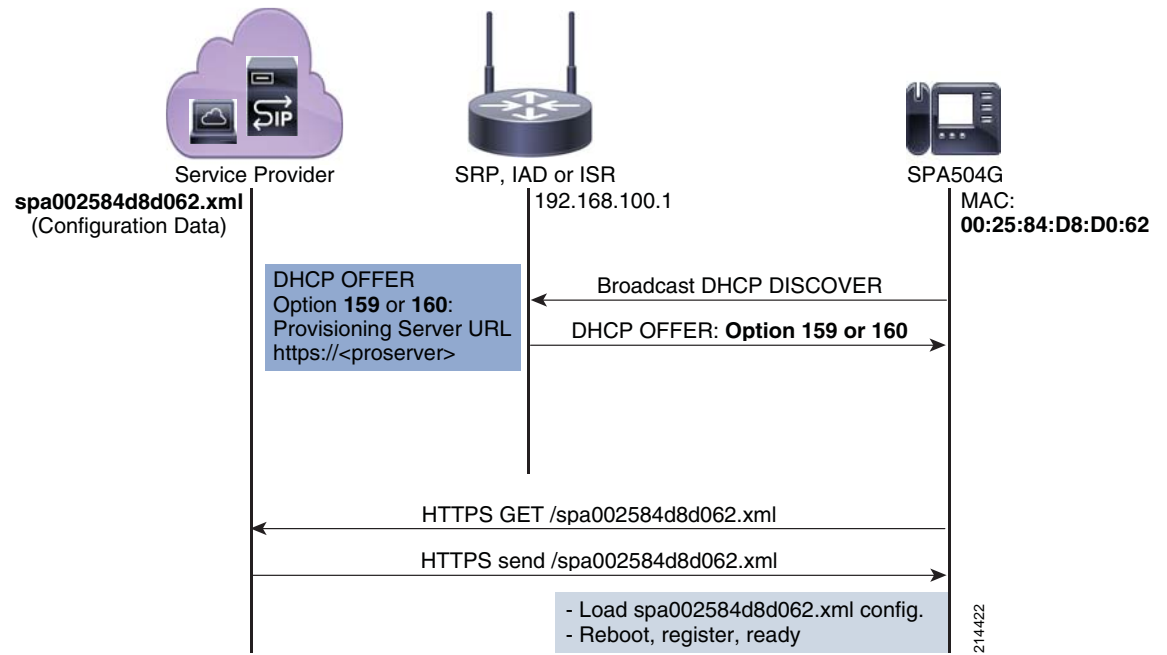 SIP
Service Provider
spa002584d8d062.xml
(Configuration Data)
SRP, IAD or ISR
192.168.100.1
SPA504G
MAC:
00:25:84:D8:D0:62
DHCP OFFER
Option 159 or 160:
Provisioning Server URL
https://<proserver>
Broadcast DHCP DISCOVER
DHCP OFFER: Option 159 or 160
HTTPS GET /spa002584d8d062.xml
HTTPS send /spa002584d8d062.xml
- Load spa002584d8d062.xml config.
- Reboot, register, ready
214422